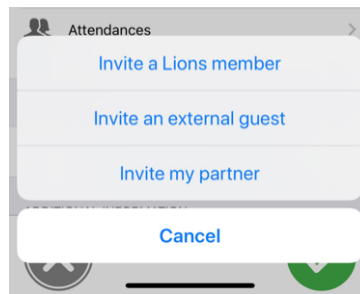 Attendances
Invite a Lions member
Invite an external guest
Invite my partner
Cancel